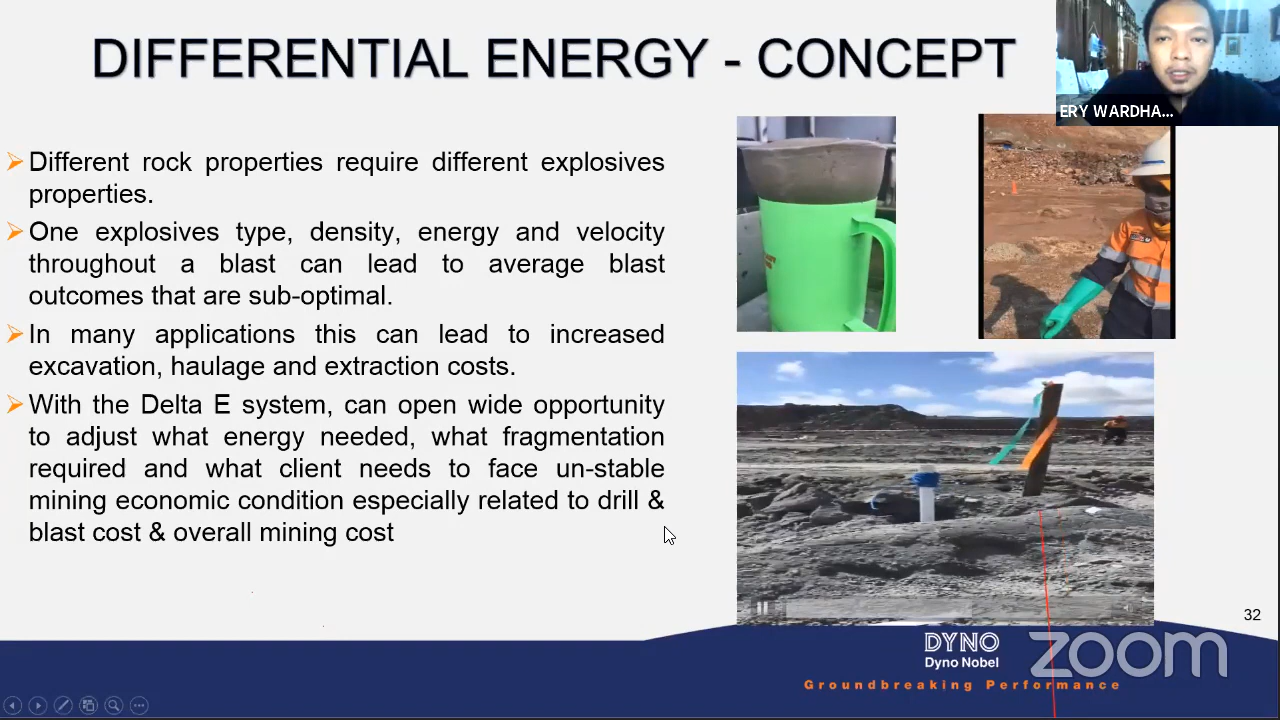 DIFFERENTIAL ENERGY - CONCEPT
ERY WARDHA...
Different rock properties require different explosives
properties.
One explosives type, density, energy and velocity
throughout a blast can lead to average blast
outcomes that are sub-optimal.
In many applications this can lead to increased
excavation, haulage and extraction costs.
With the Delta E system, can open wide opportunity
to adjust what energy needed, what fragmentation
required and what client needs to face un-stable
mining economic condition especially related to drill &
blast cost & overall mining cost
32
DYNO
Dyno Nobel
Groundbreaking Performance
zoom